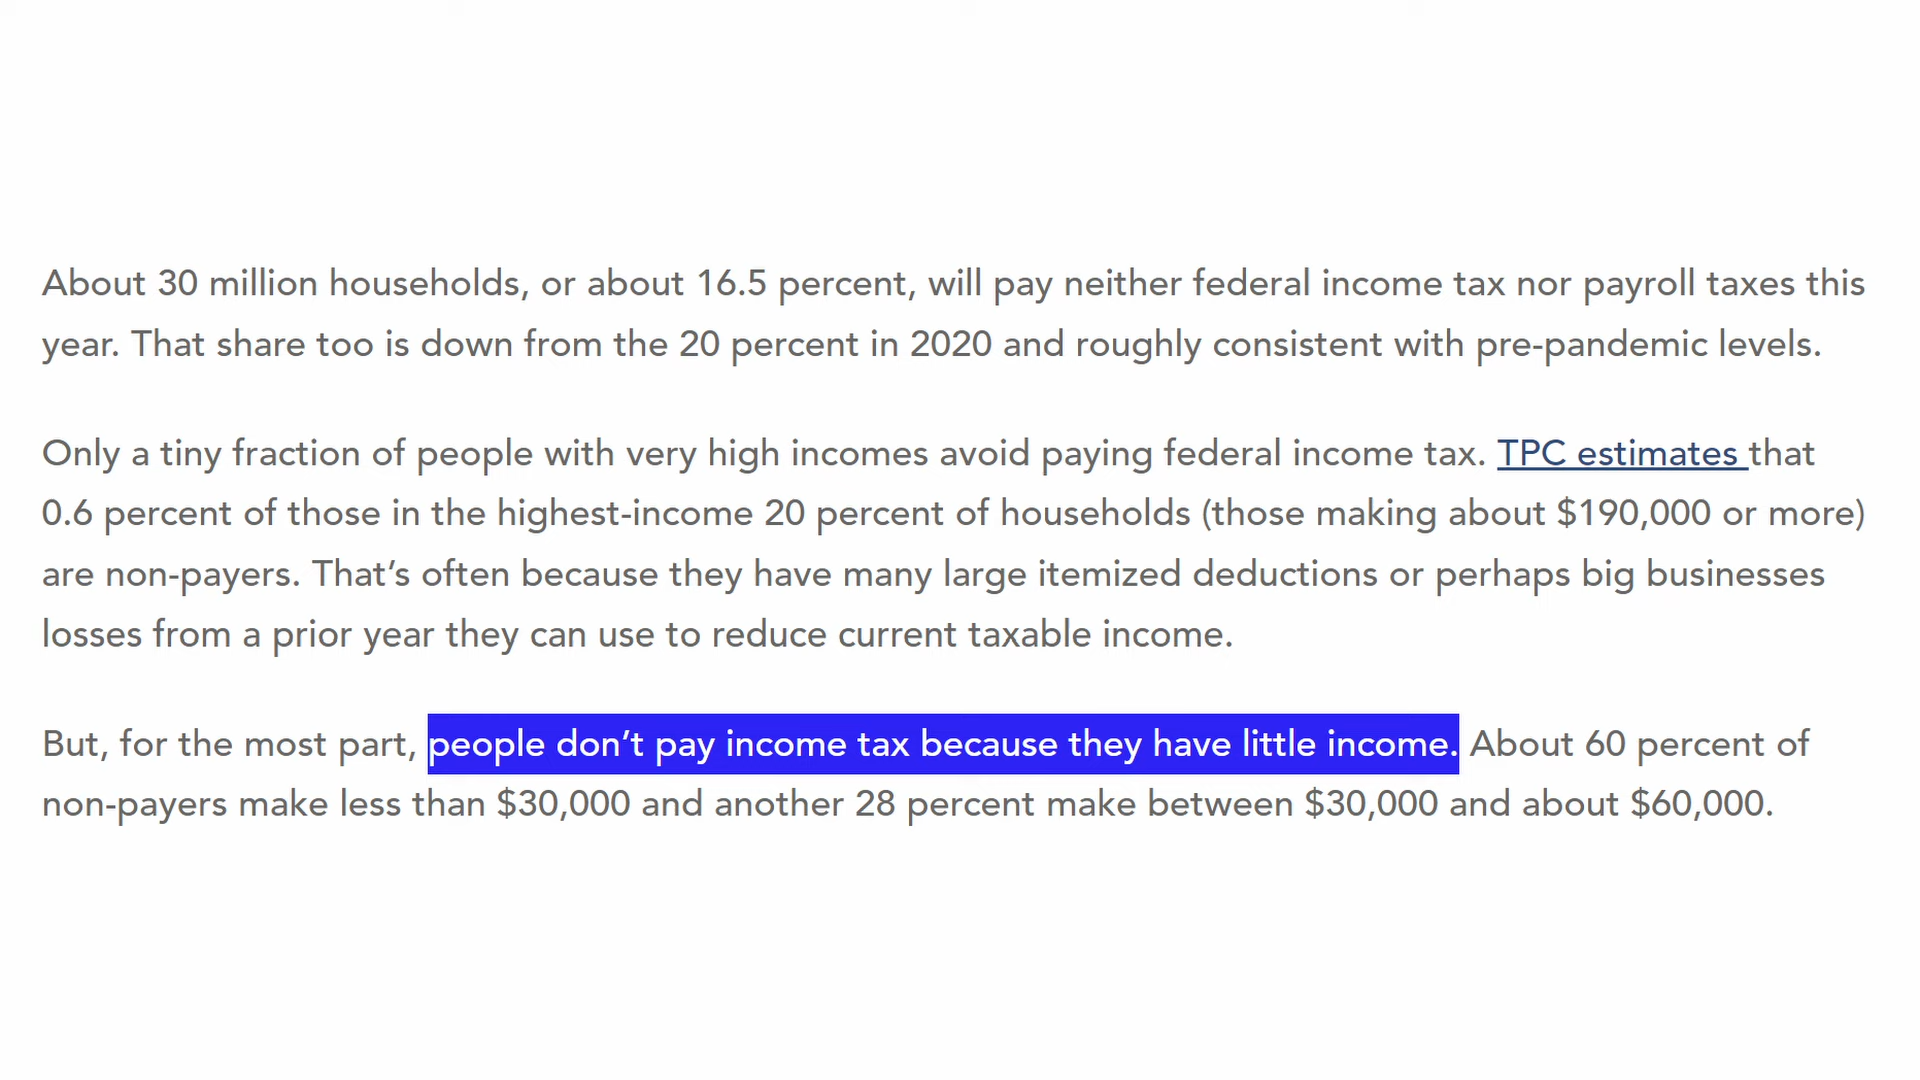 About 30 million households, or about 16.5 percent, will pay neither federal income tax nor payroll taxes this
year. That share too is down from the 20 percent in 2020 and roughly consistent with pre-pandemic levels.
Only a tiny fraction of people with very high incomes avoid paying federal income tax. TPC estimates that
0.6 percent of those in the highest-income 20 percent of households (those making about $190,000 or more)
are non-payers. That’s often because they have many large itemized deductions or perhaps big businesses
losses from a prior year they can use to reduce current taxable income.
But, for the most part, people don’t pay income tax because they have little income. About 60 percent of
non-payers make less than $30,000 and another 28 percent make between $30,000 and about $60,000.